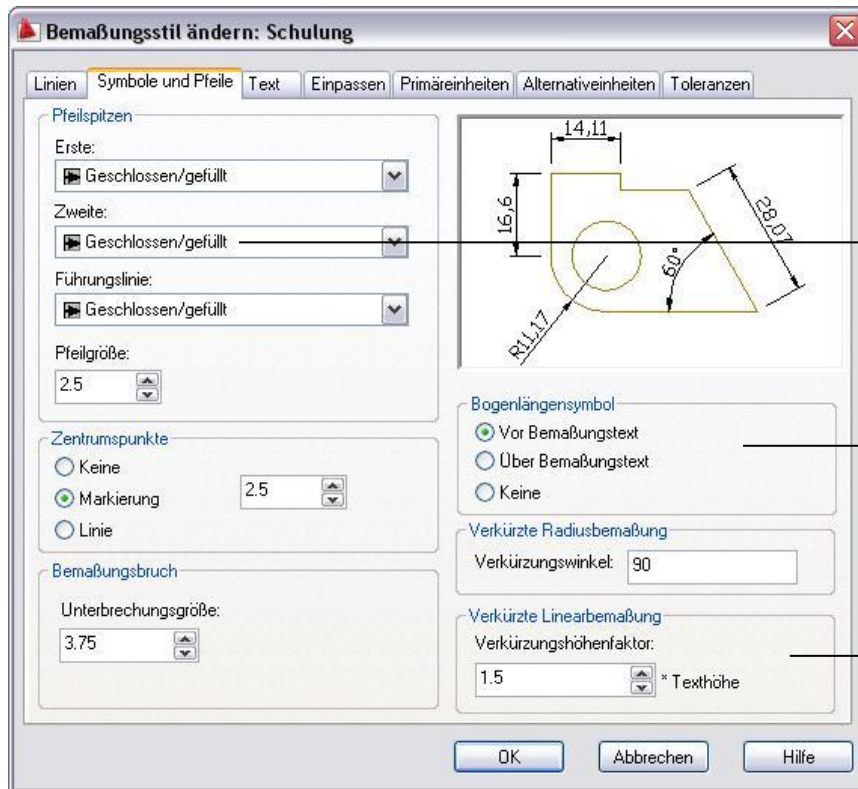 Bemaßungsstil ändern: Schulung
Linien Symbole und Pfeile Text Einpassen Primäreinheiten Alternativeinheiten Toleranzen
Pfeilspitzen
Erste:
Geschlossen/gefüllt
Zweite:
Geschlossen/gefüllt
Führungslinie:
Geschlossen/gefüllt
Pfeilgröße:
2.5
Zentrumspunkte
Keine
Markierung
2.5
Linie
Bemaßungsbruch
Unterbrechungsgröße:
3.75
14,11
16,6
28,07
60°
R11,17
Bogenlängensymbol
Vor Bemaßungstext
Über Bemaßungstext
Keine
Verkürzte Radiusbemaßung
Verkürzungswinkel: 90
Verkürzte Linearbemaßung
Verkürzungshöhenfaktor:
1.5 * Texthöhe
OK Abbrechen Hilfe